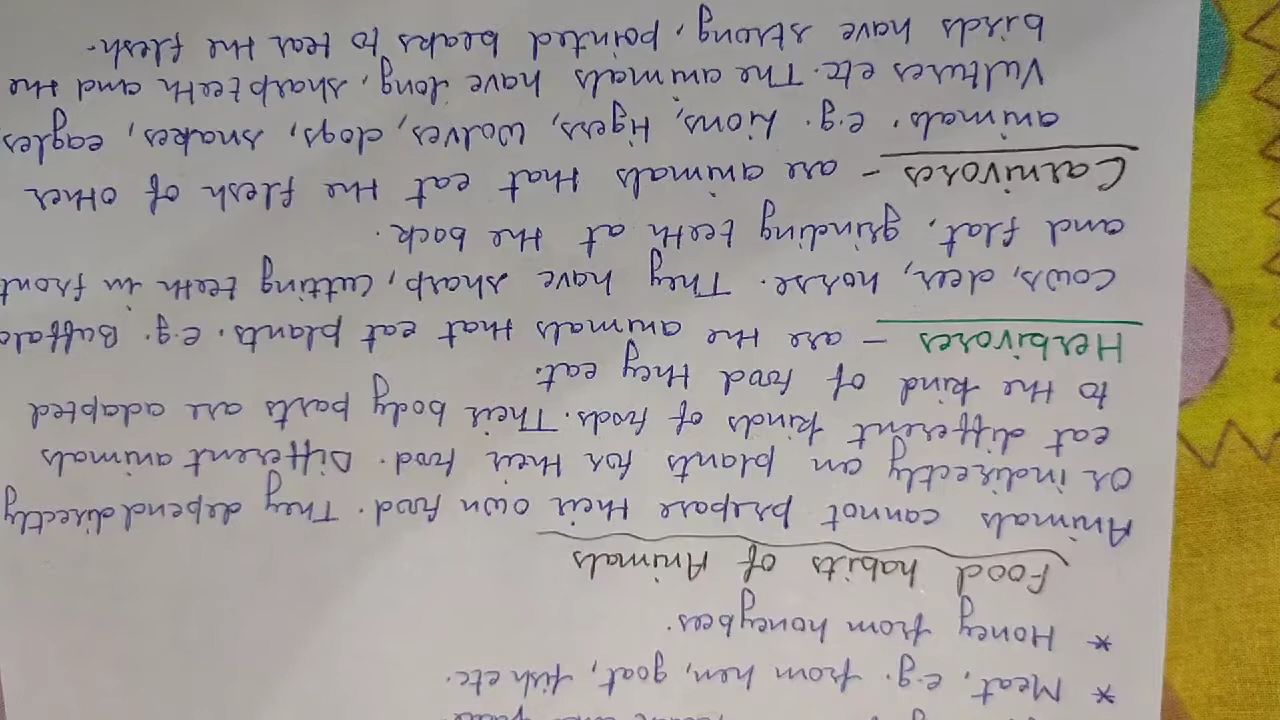 * Meat, e.g. from hen, goat, fish etc.
* Honey from honeybees.
Food habits of Animals
Animals cannot prepare their own food. They depend directly
or indirectly on plants for their food. Different animals
eat different kinds of foods. Their body parts are adapted
to the kind of food they eat.
Herbivores - are the animals that eat plants. e.g. Buffalo
cows, deer, horse. They have sharp, cutting teeth in front
and flat, grinding teeth at the back.
Carnivores - are animals that eat the flesh of other
animals. e.g. Lions, tigers, wolves, dogs, snakes, eagles,
Vultures etc. The animals have long, sharp teeth and the
birds have strong, pointed beaks to tear the flesh.